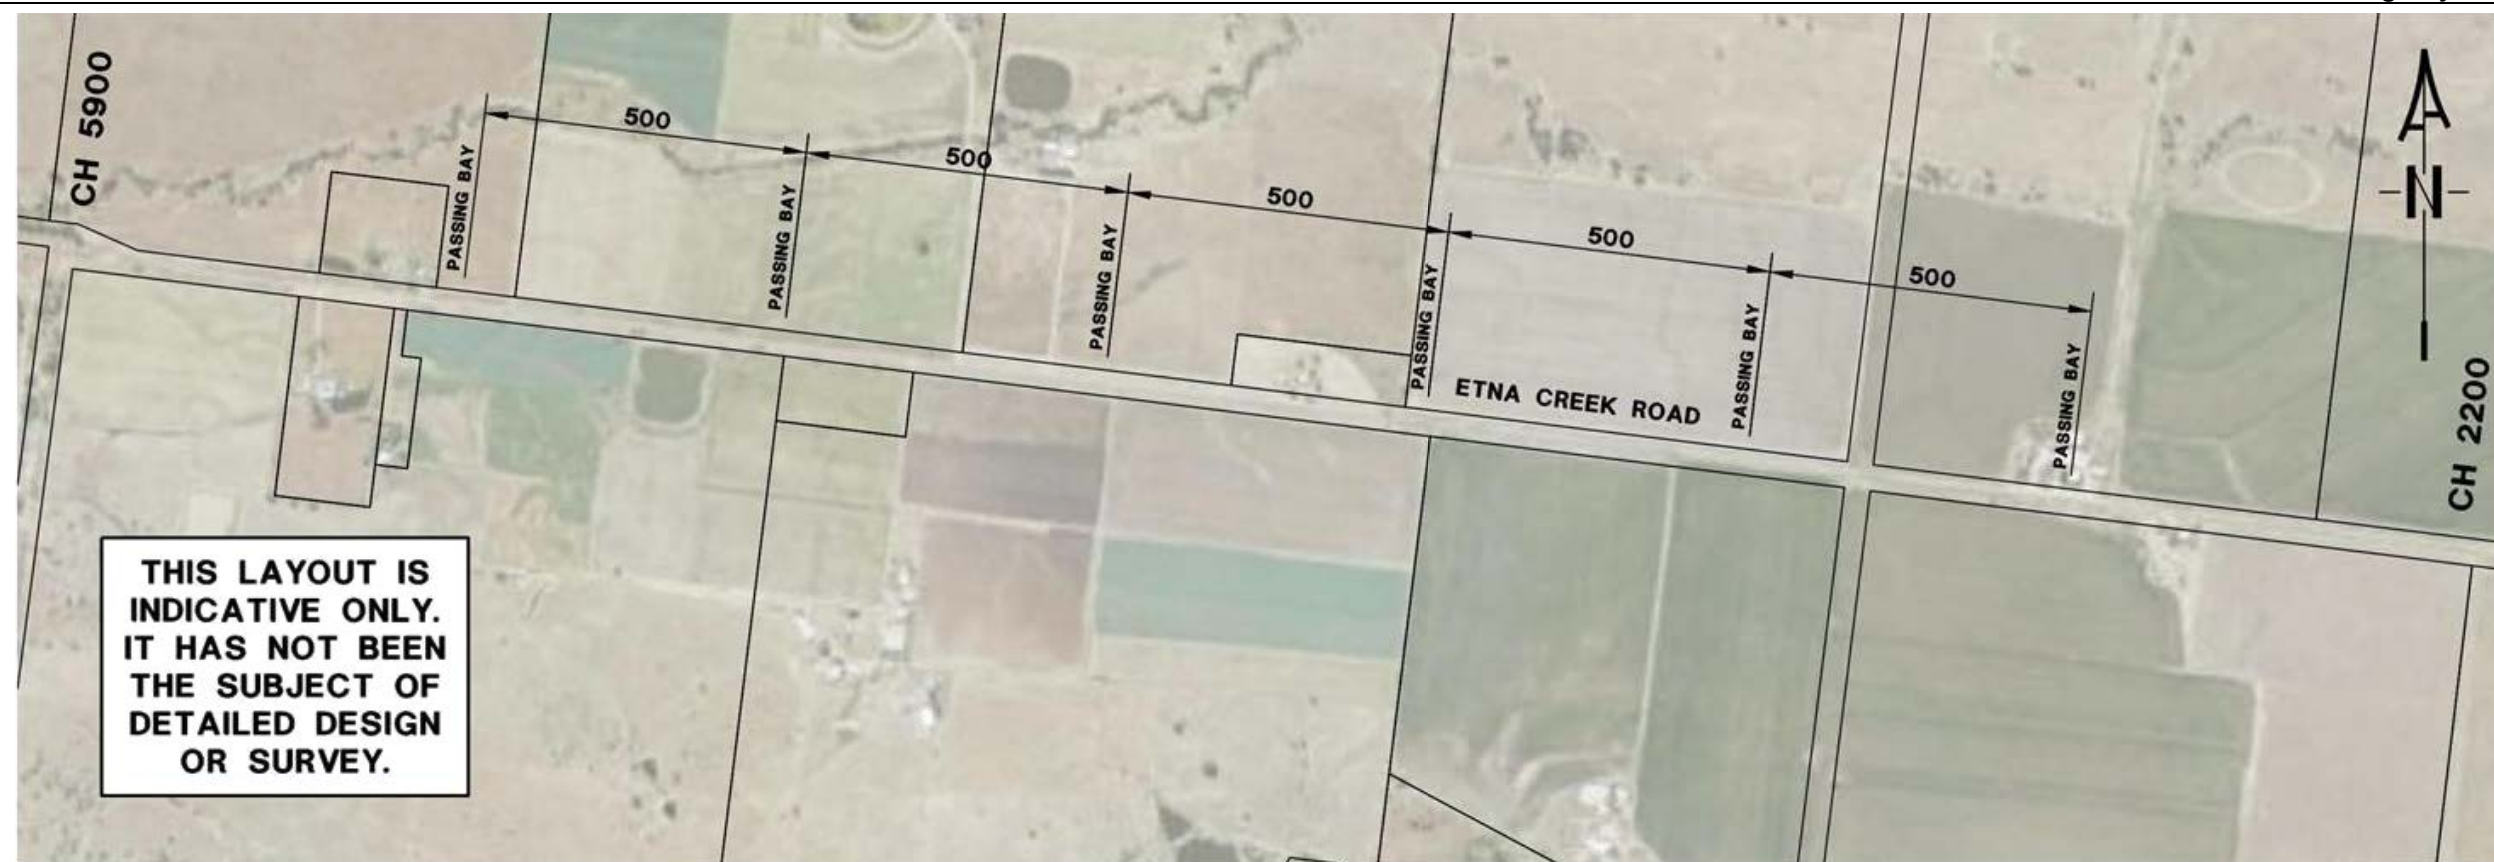 CH 5900
500
500
500
500
500
PASSING BAY
PASSING BAY
PASSING BAY
PASSING BAY
PASSING BAY
PASSING BAY
N
ETNA CREEK ROAD
CH 2200
THIS LAYOUT IS
INDICATIVE ONLY.
IT HAS NOT BEEN
THE SUBJECT OF
DETAILED DESIGN
OR SURVEY.